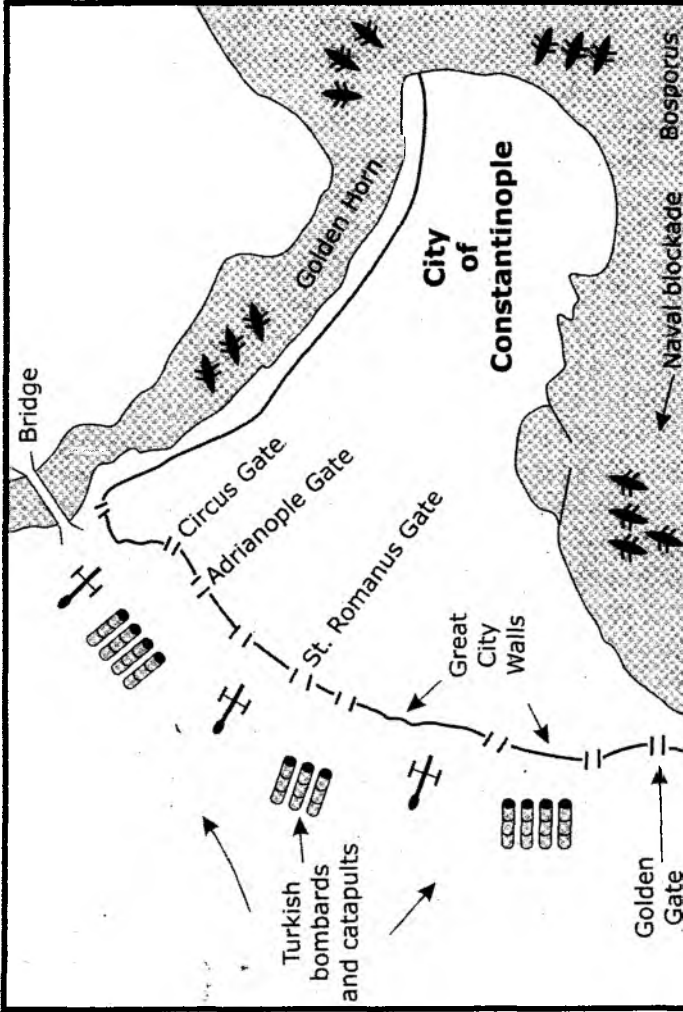 Bridge
Golden Horn
Circus Gate
Adrianople Gate
St. Romanus Gate
City
of
Constantinople
Great
City
Walls
Turkish
bombards
and catapults
Golden
Gate
Naval blockade
Bosporus